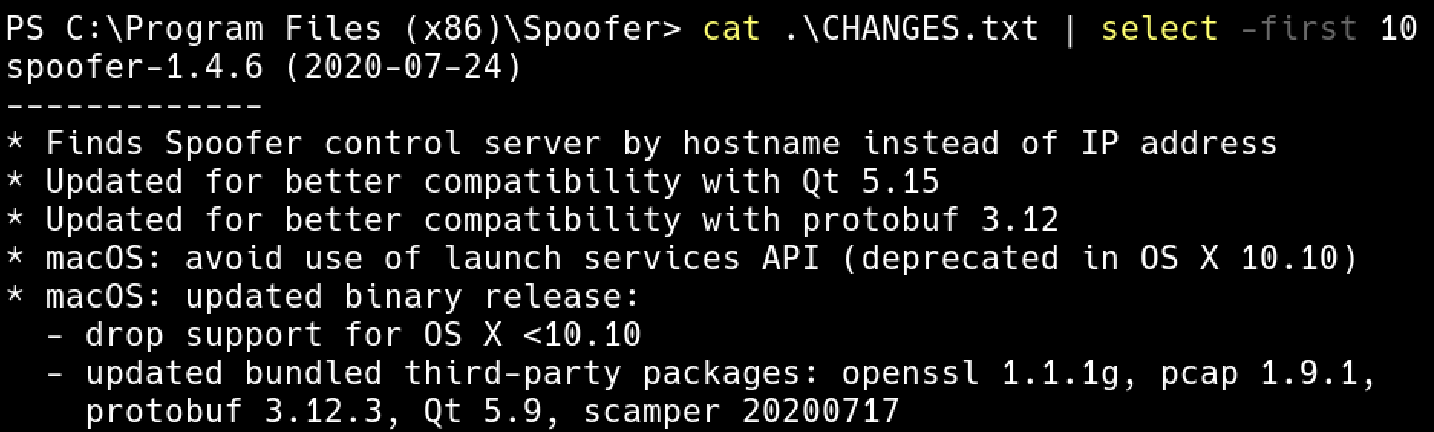 PS C:\Program Files (x86)\Spoofer> cat .\CHANGES.txt | select -first 10
spoofer-1.4.6 (2020-07-24)
-------------
* Finds Spoofer control server by hostname instead of IP address
* Updated for better compatibility with Qt 5.15
* Updated for better compatibility with protobuf 3.12
* macOS: avoid use of launch services API (deprecated in OS X 10.10)
* macOS: updated binary release:
  - drop support for OS X <10.10
  - updated bundled third-party packages: openssl 1.1.1g, pcap 1.9.1,
    protobuf 3.12.3, Qt 5.9, scamper 20200717